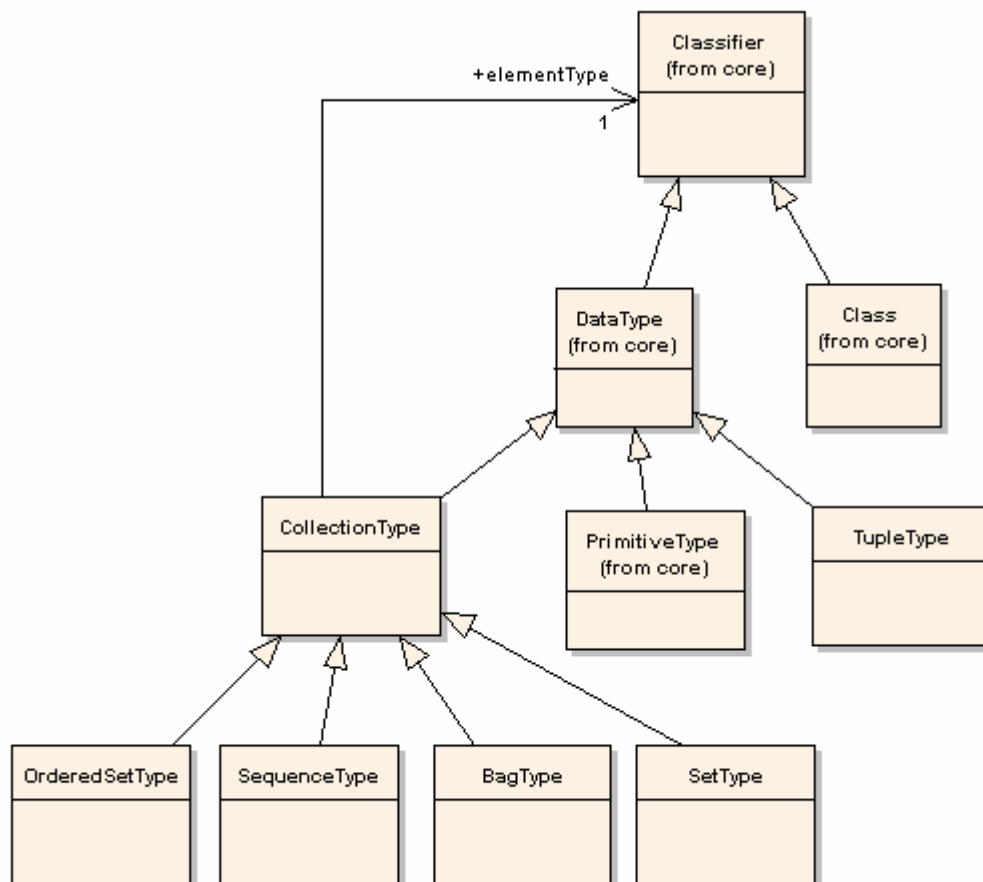 Classifier
(from core)
+elementType
1
DataType
(from core)
Class
(from core)
CollectionType
PrimitiveType
(from core)
TupleType
OrderedSetType
SequenceType
BagType
SetType